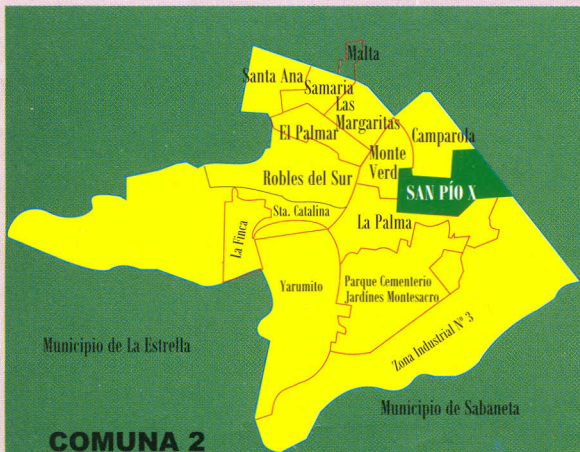 Malta
Santa Ana
Samaria
Las
Margaritas
El Palmar
Camparola
Monte
Verd
Robles del Sur
SAN PÍO X
Sta. Catalina
La Palma
La Finca
Yarumito
Parque Cementerio
Jardínes Montesacro
Zona Industrial Nº 3
Municipio de La Estrella
Municipio de Sabaneta
COMUNA 2